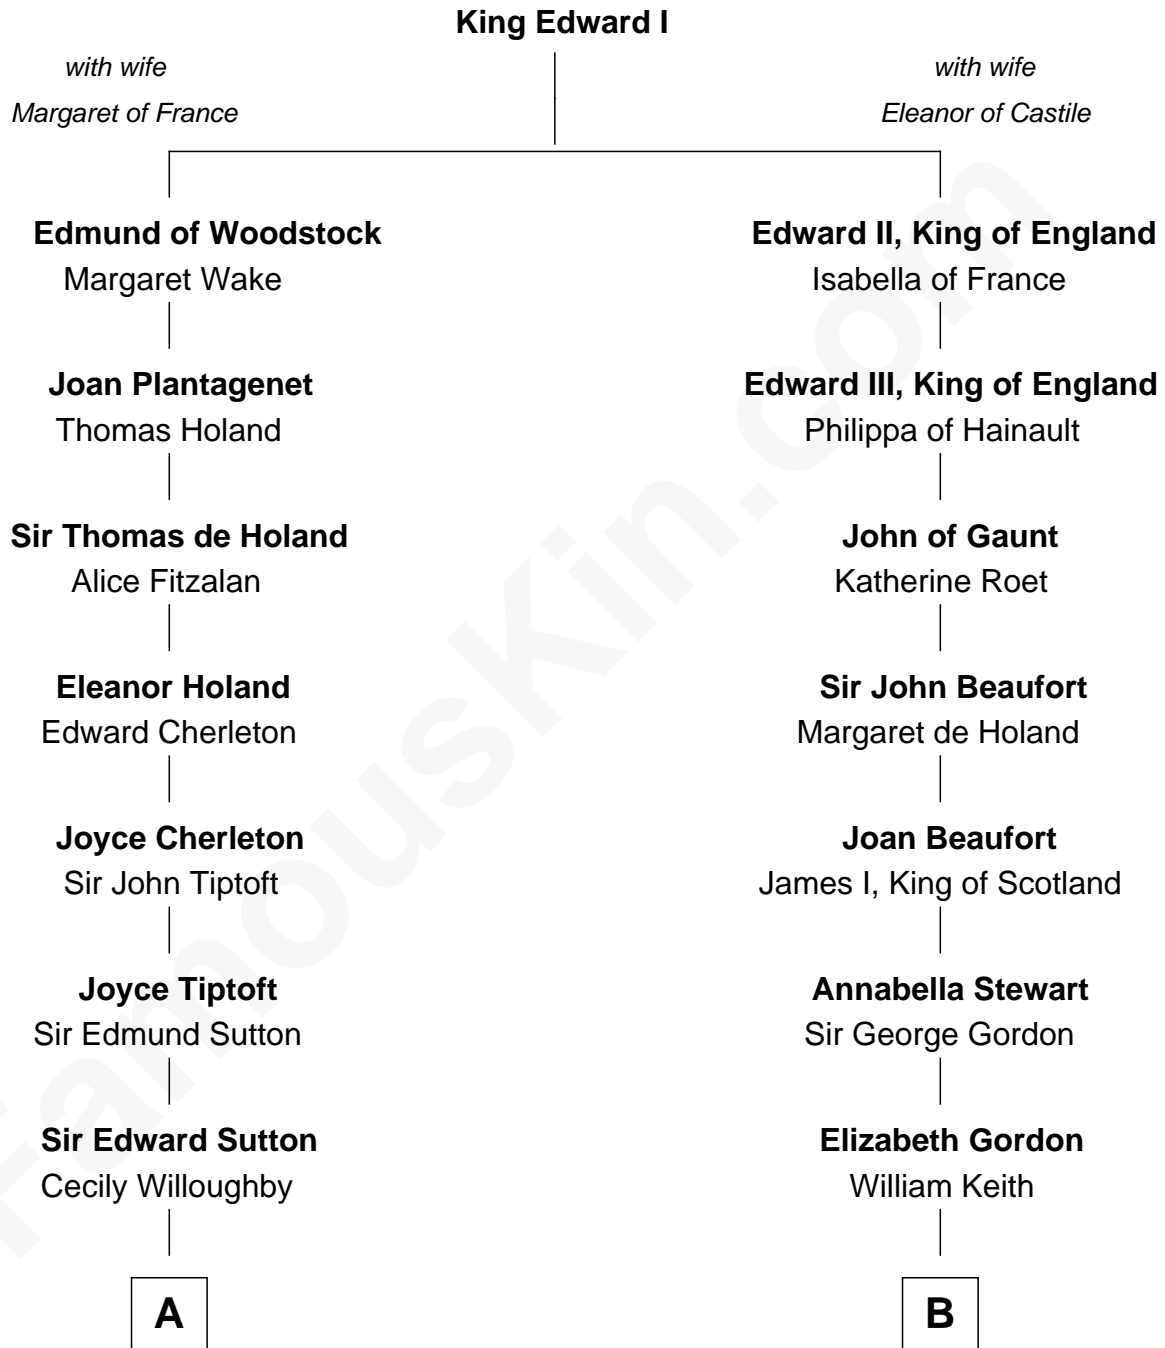 King Edward I
with wife
Margaret of France
with wife
Eleanor of Castile
Edmund of Woodstock
Margaret Wake
Edward II, King of England
Isabella of France
Joan Plantagenet
Thomas Holand
Edward III, King of England
Philippa of Hainault
Sir Thomas de Holand
Alice Fitzalan
John of Gaunt
Katherine Roet
Eleanor Holand
Edward Cherleton
Sir John Beaufort
Margaret de Holand
Joyce Cherleton
Sir John Tiptoft
Joan Beaufort
James I, King of Scotland
Joyce Tiptoft
Sir Edmund Sutton
Annabella Stewart
Sir George Gordon
Sir Edward Sutton
Cecily Willoughby
Elizabeth Gordon
William Keith
A
B
FamousKin.com